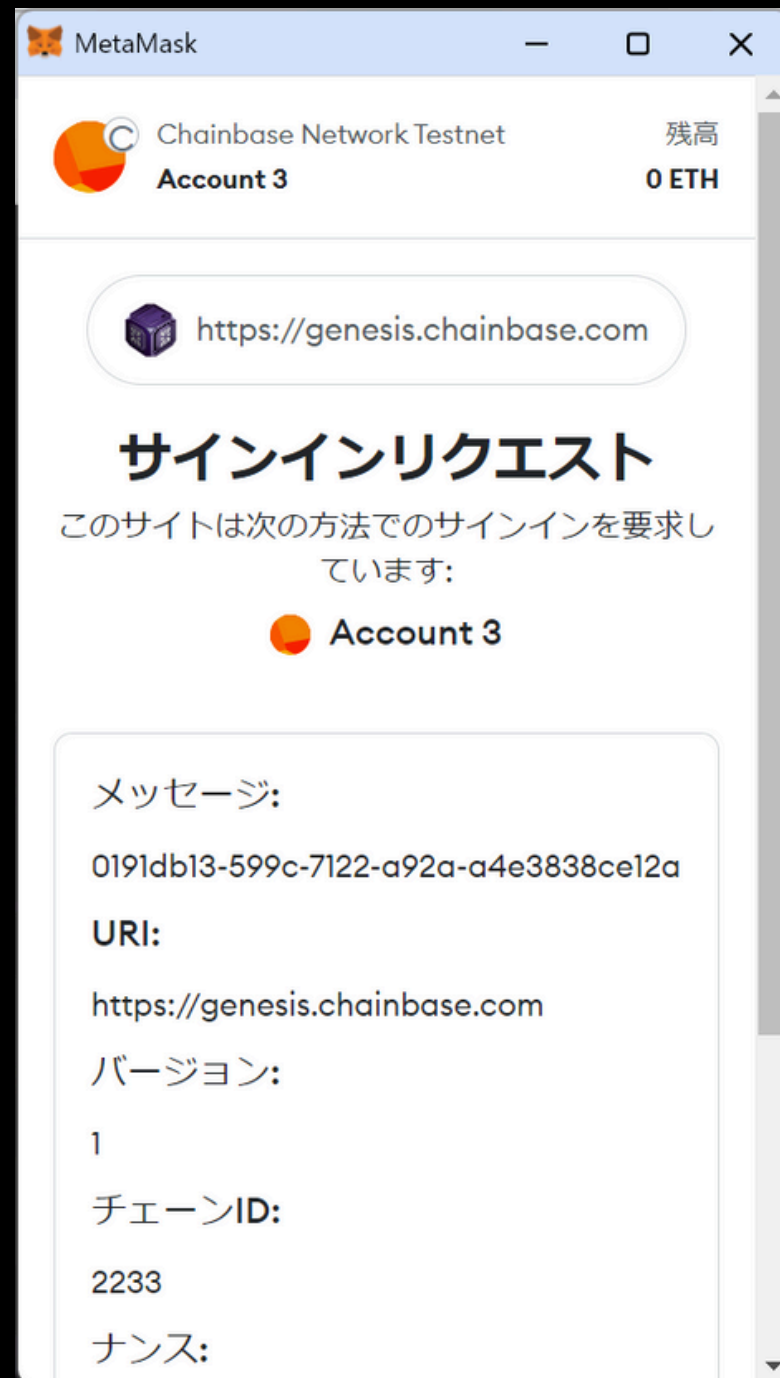 MetaMask
Chainbase Network Testnet
残高
Account 3
0 ETH
https://genesis.chainbase.com
サインインリクエスト
このサイトは次の方法でのサインインを要求し
ています:
Account 3
メッセージ:
0191db13-599c-7122-a92a-a4e3838ce12a
URI:
https://genesis.chainbase.com
バージョン:
1
チェーンID:
2233
ナンス: